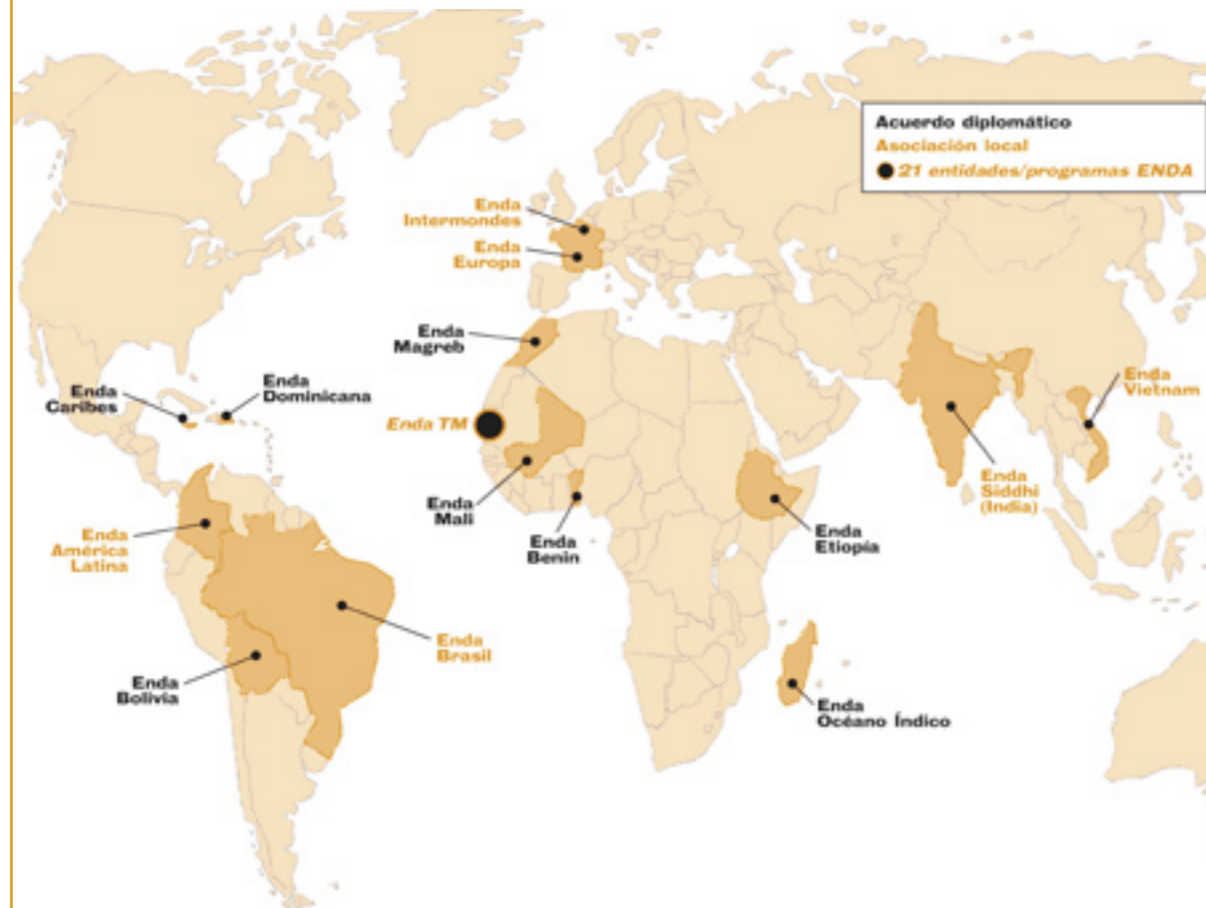 Acuerdo diplomático
Asociación local
21 entidades/programas ENDA
Enda
Intermondes
Enda
Europa
Enda
Magreb
Enda
Caribes
Enda
Dominicana
Enda TM
Enda
Vietnam
Enda
Mali
Enda
Benin
Enda
Etiopía
Enda
Siddhi
(India)
Enda
América
Latina
Enda
Brasil
Enda
Bolivia
Enda
Océano Índico